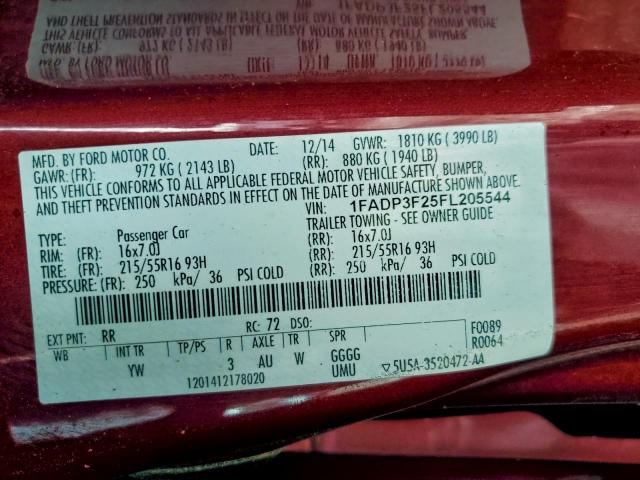 MFD. BY FORD MOTOR CO. DATE: 12/14 GVWR: 1810 KG (3990 LB)
GAWR:(FR): 972 KG (2143 LB) (RR): 880 KG (1940 LB)
THIS VEHICLE CONFORMS TO ALL APPLICABLE FEDERAL MOTOR VEHICLE SAFETY, BUMPER,
AND THEFT PREVENTION STANDARDS IN EFFECT ON THE DATE OF MANUFACTURE SHOWN ABOVE.
VIN: 1FADP3F25FL205544
TYPE: Passenger Car TRAILER TOWING - SEE OWNER GUIDE
RIM: (FR): 16x7.0J (RR): 16x7.0J
TIRE: (FR): 215/55R16 93H (RR): 215/55R16 93H
PRESSURE:(FR): 250 kPa/ 36 PSI COLD (RR): 250 kPa/ 36 PSI COLD
EXT PNT: RR RC: 72 DSO: F0089
WB INT TR TP/PS R AXLE TR SPR R0064
YW 3 AU W GGGG
UMU
1201412178020
▽5U5A-3520472-AA